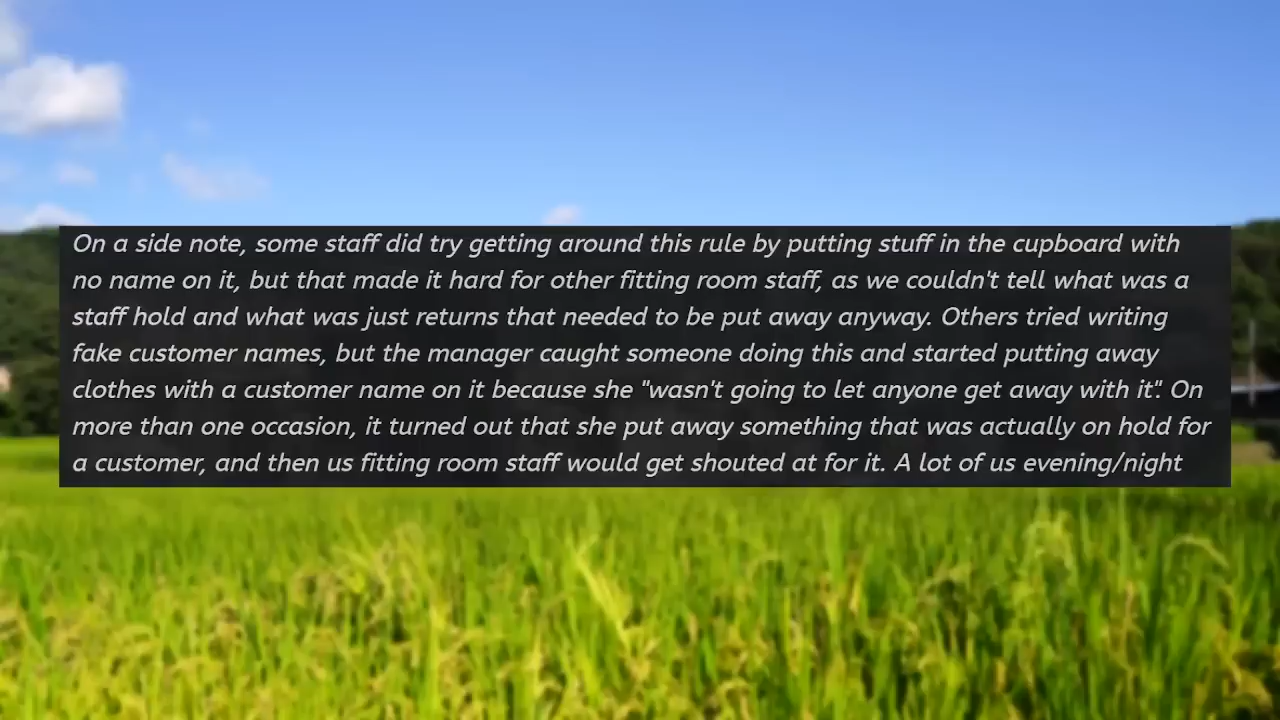 On a side note, some staff did try getting around this rule by putting stuff in the cupboard with
no name on it, but that made it hard for other fitting room staff, as we couldn't tell what was a
staff hold and what was just returns that needed to be put away anyway. Others tried writing
fake customer names, but the manager caught someone doing this and started putting away
clothes with a customer name on it because she "wasn't going to let anyone get away with it". On
more than one occasion, it turned out that she put away something that was actually on hold for
a customer, and then us fitting room staff would get shouted at for it. A lot of us evening/night